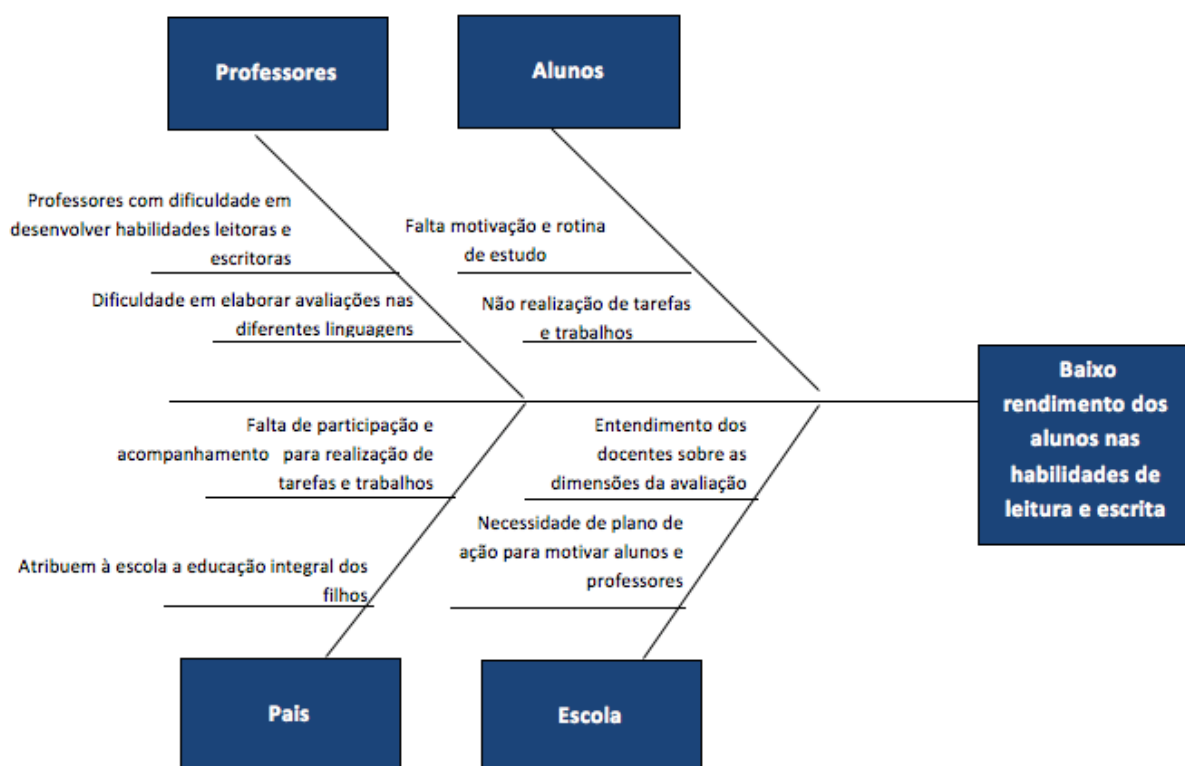 Professores
Alunos
Professores com dificuldade em
desenvolver habilidades leitoras e
escritoras
Dificuldade em elaborar avaliações nas
diferentes linguagens
Falta motivação e rotina
de estudo
Não realização de tarefas
e trabalhos
Baixo
rendimento dos
alunos nas
habilidades de
leitura e escrita
Falta de participação e
acompanhamento para realização de
tarefas e trabalhos
Atribuem à escola a educação integral dos
filhos
Entendimento dos
docentes sobre as
dimensões da avaliação
Necessidade de plano de
ação para motivar alunos e
professores
Pais
Escola